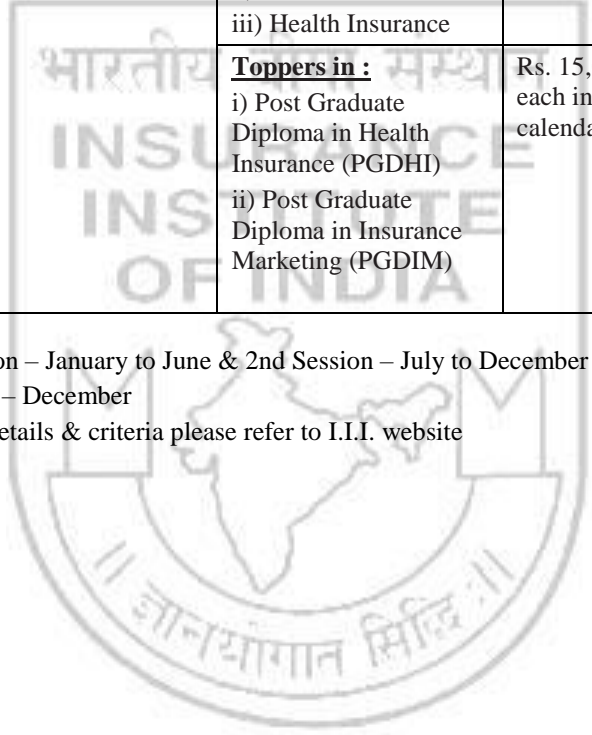 iii) Health Insurance
Toppers in :
i) Post Graduate
Diploma in Health
Insurance (PGDHI)
ii) Post Graduate
Diploma in Insurance
Marketing (PGDIM)
Rs. 15,
each in
calenda
on – January to June & 2nd Session – July to December
– December
etails & criteria please refer to I.I.I. website
भारतीय बीमा संस्थान
INSURANCE
INSTITUTE
OF INDIA
॥ ज्ञानयोगात सिद्धिः ॥